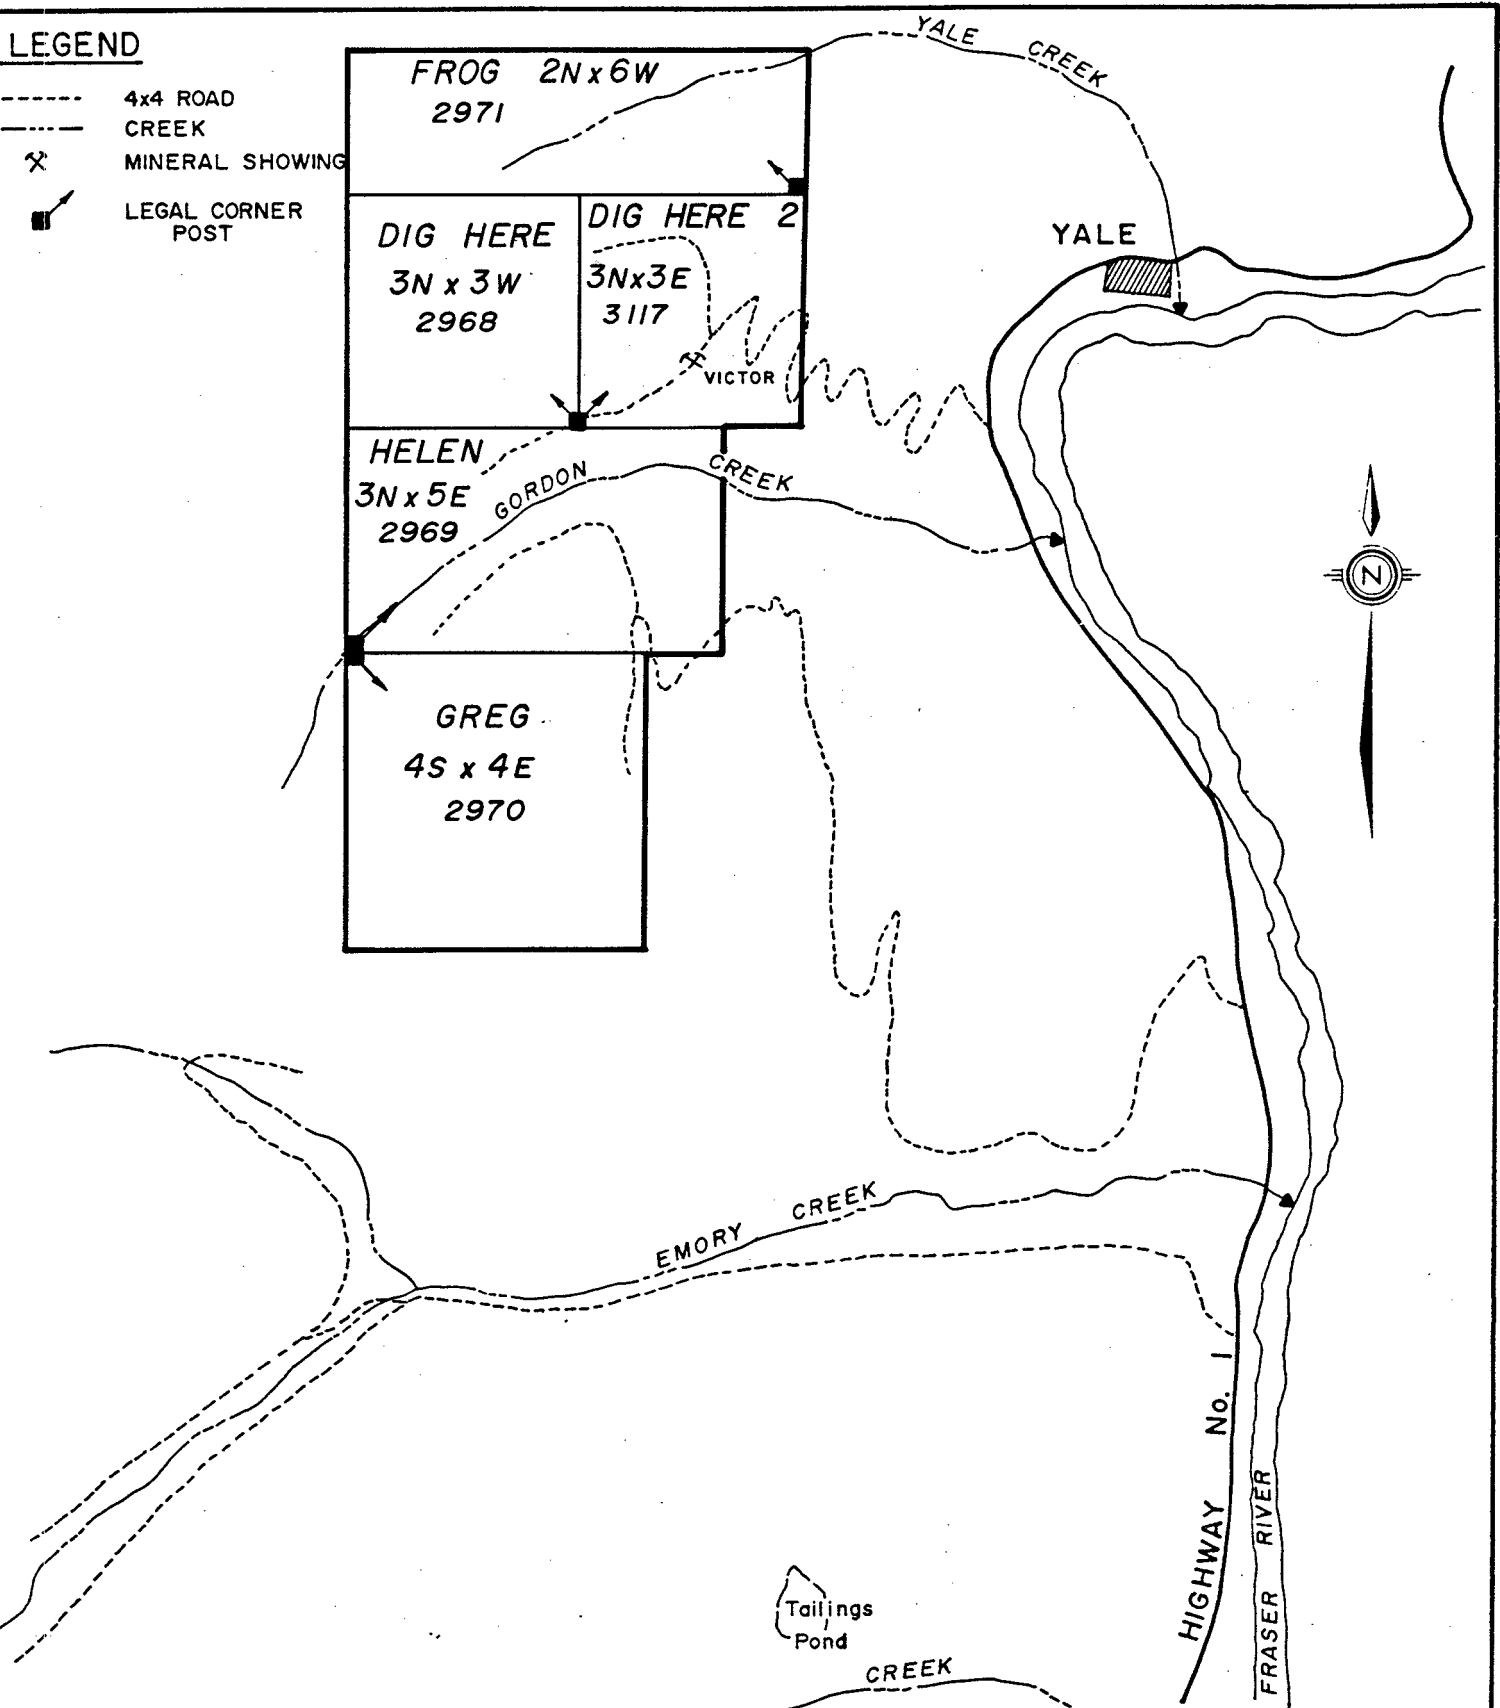 LEGEND
4x4 ROAD
CREEK
MINERAL SHOWING
LEGAL CORNER
POST
FROG 2N x 6W
2971
DIG HERE
3N x 3W
2968
DIG HERE 2
3N x 3E
3117
VICTOR
HELEN
3N x 5E
2969
GORDON CREEK
GREG
4S x 4E
2970
YALE CREEK
YALE
N
EMORY CREEK
HIGHWAY No. 1
FRASER RIVER
Tailings
Pond
CREEK